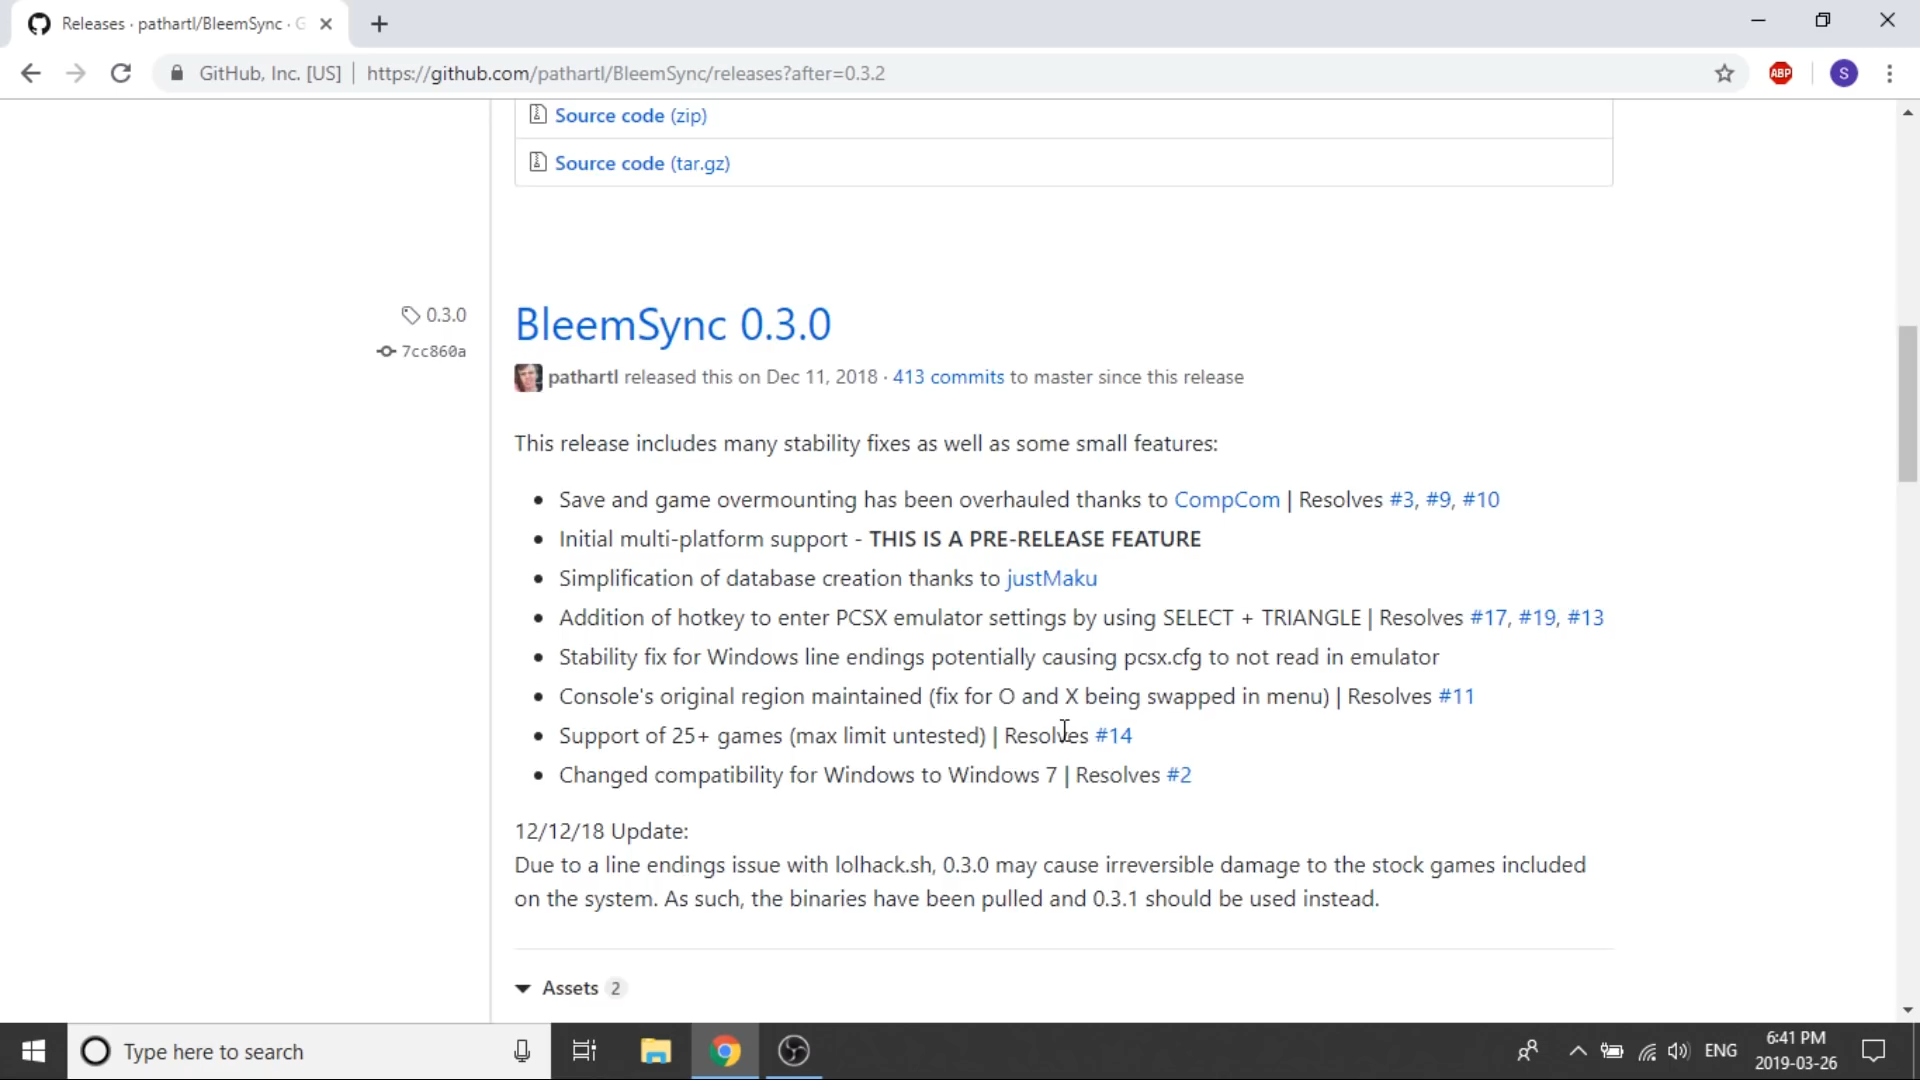 Releases · pathartl/BleemSync · G
GitHub, Inc. [US] | https://github.com/pathartl/BleemSync/releases?after=0.3.2
ABP
S
Source code (zip)
Source code (tar.gz)
0.3.0
7cc860a
BleemSync 0.3.0
pathartl released this on Dec 11, 2018 · 413 commits to master since this release
This release includes many stability fixes as well as some small features:
• Save and game overmounting has been overhauled thanks to CompCom | Resolves #3, #9, #10
• Initial multi-platform support - THIS IS A PRE-RELEASE FEATURE
• Simplification of database creation thanks to justMaku
• Addition of hotkey to enter PCSX emulator settings by using SELECT + TRIANGLE | Resolves #17, #19, #13
• Stability fix for Windows line endings potentially causing pcsx.cfg to not read in emulator
• Console's original region maintained (fix for O and X being swapped in menu) | Resolves #11
• Support of 25+ games (max limit untested) | Resolves #14
• Changed compatibility for Windows to Windows 7 | Resolves #2
12/12/18 Update:
Due to a line endings issue with lolhack.sh, 0.3.0 may cause irreversible damage to the stock games included
on the system. As such, the binaries have been pulled and 0.3.1 should be used instead.
Assets 2
Type here to search
ENG
6:41 PM
2019-03-26